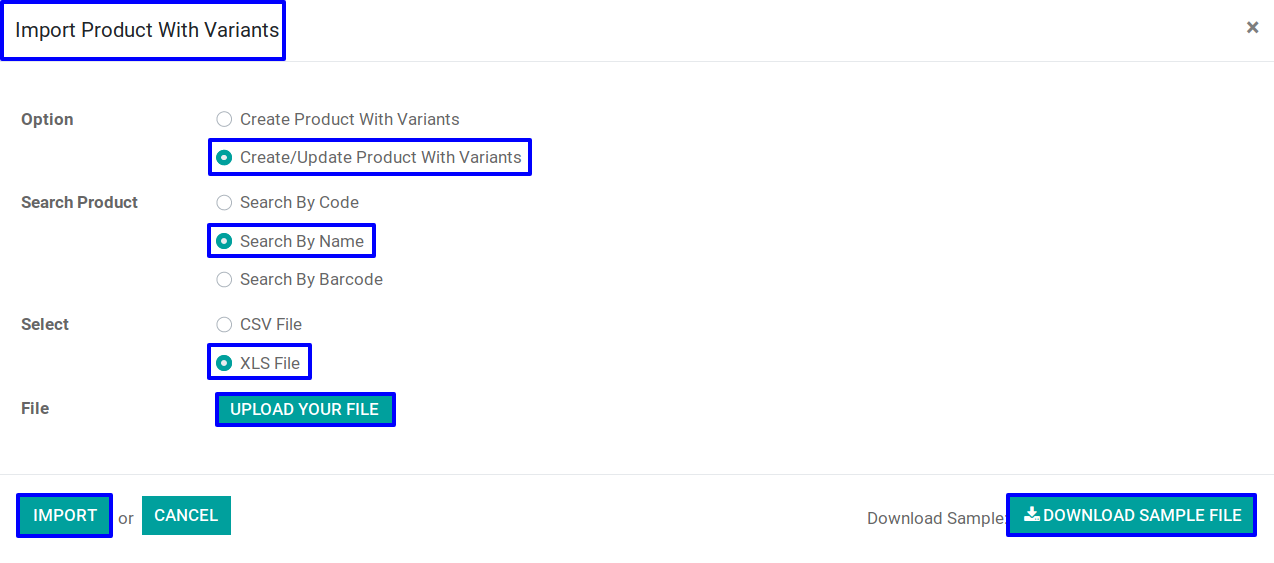 Import Product With Variants
×
Option
Create Product With Variants
Create/Update Product With Variants
Search Product
Search By Code
Search By Name
Search By Barcode
Select
CSV File
XLS File
File
UPLOAD YOUR FILE
IMPORT or CANCEL
Download Sample: DOWNLOAD SAMPLE FILE